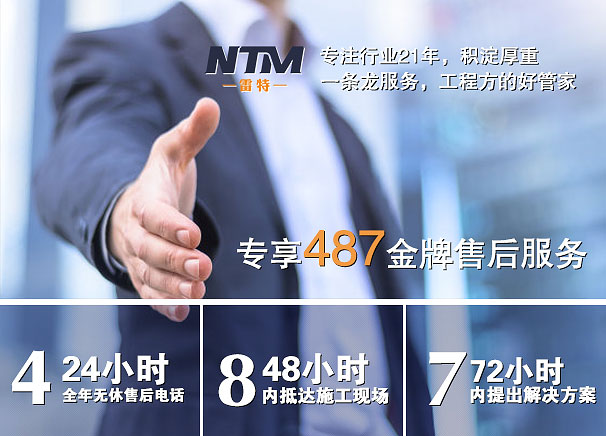 NTM
雷特
专注行业21年，积淀厚重
一条龙服务，工程方的好管家
专享487金牌售后服务
4
24小时
全年无休售后电话
8
48小时
内抵达施工现场
7
72小时
内提出解决方案